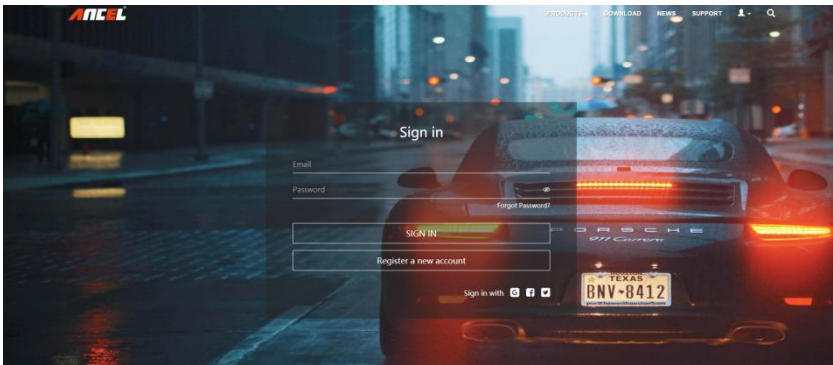 ANCEL
PRODUCTS DOWNLOAD NEWS SUPPORT
Sign in
Email
Password
Forgot Password?
SIGN IN
Register a new account
Sign in with
PORSCHE
911 Carrera
TEXAS
BNV-8412